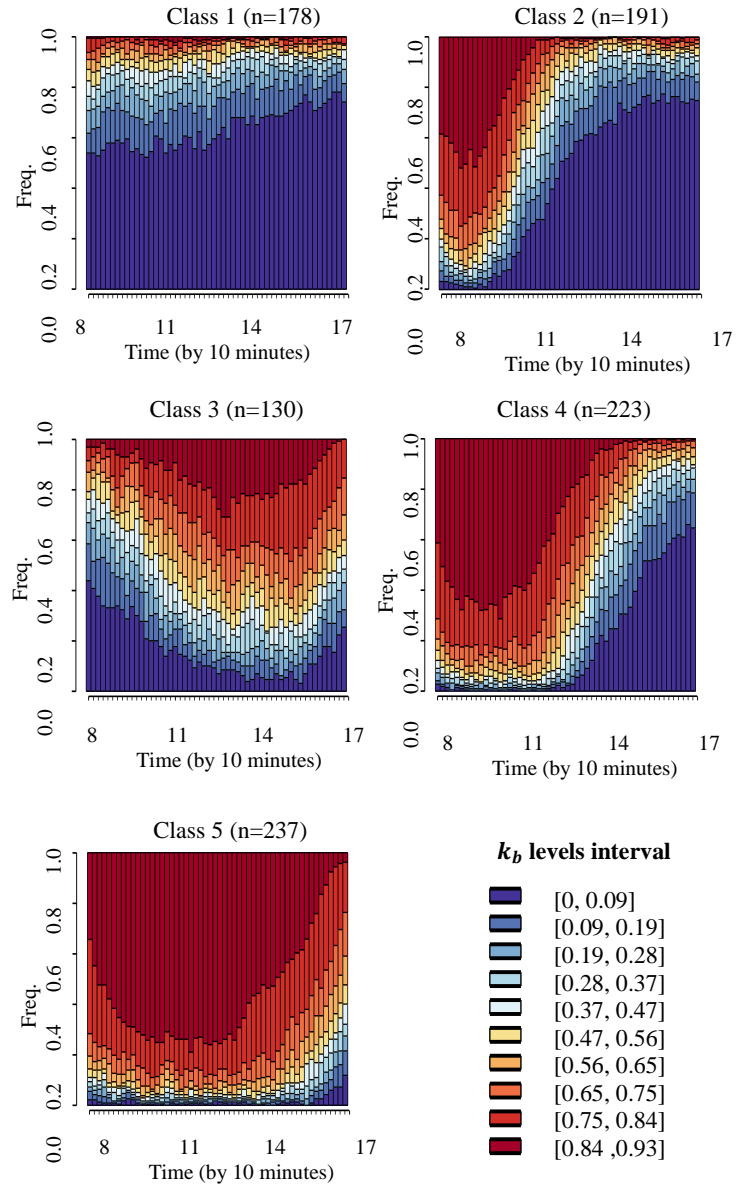 Class 1 (n=178)
1.0
0.8
0.6
0.4
0.2
0.0
Freq.
8 11 14 17
Time (by 10 minutes)
Class 2 (n=191)
1.0
0.8
0.6
0.4
0.2
0.0
Freq.
8 11 14 17
Time (by 10 minutes)
Class 3 (n=130)
1.0
0.8
0.6
0.4
0.2
0.0
Freq.
8 11 14 17
Time (by 10 minutes)
Class 4 (n=223)
1.0
0.8
0.6
0.4
0.2
0.0
Freq.
8 11 14 17
Time (by 10 minutes)
Class 5 (n=237)
1.0
0.8
0.6
0.4
0.2
0.0
Freq.
8 11 14 17
Time (by 10 minutes)
k_b levels interval
[0, 0.09]
[0.09, 0.19]
[0.19, 0.28]
[0.28, 0.37]
[0.37, 0.47]
[0.47, 0.56]
[0.56, 0.65]
[0.65, 0.75]
[0.75, 0.84]
[0.84 ,0.93]